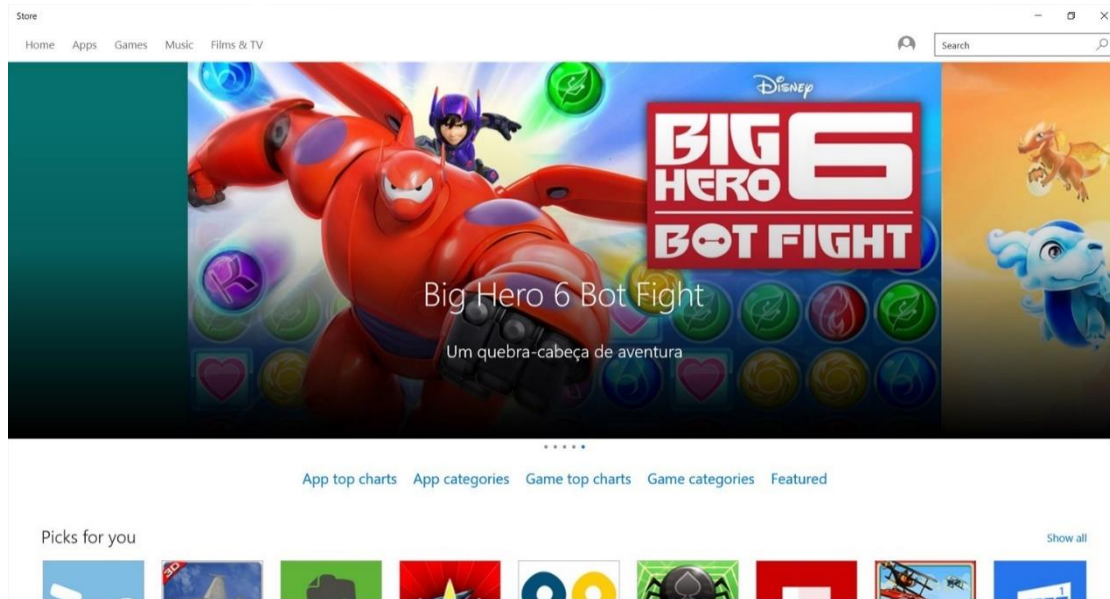 Store
Home Apps Games Music Films & TV
Search
Disney
BIG HERO 6
BOT FIGHT
Big Hero 6 Bot Fight
Um quebra-cabeça de aventura
App top charts App categories Game top charts Game categories Featured
Picks for you
Show all
3D
1